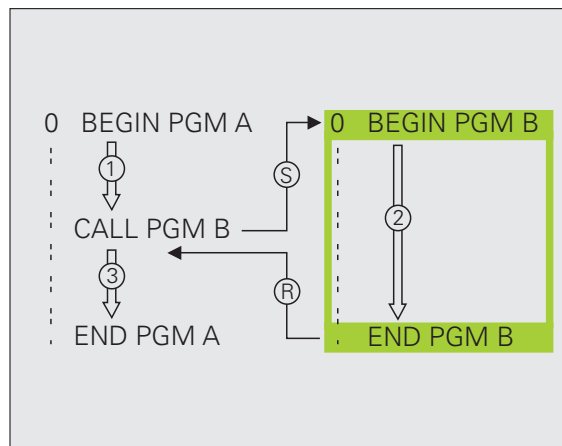 0 BEGIN PGM A
1
CALL PGM B
3
END PGM A
S
R
0 BEGIN PGM B
2
END PGM B